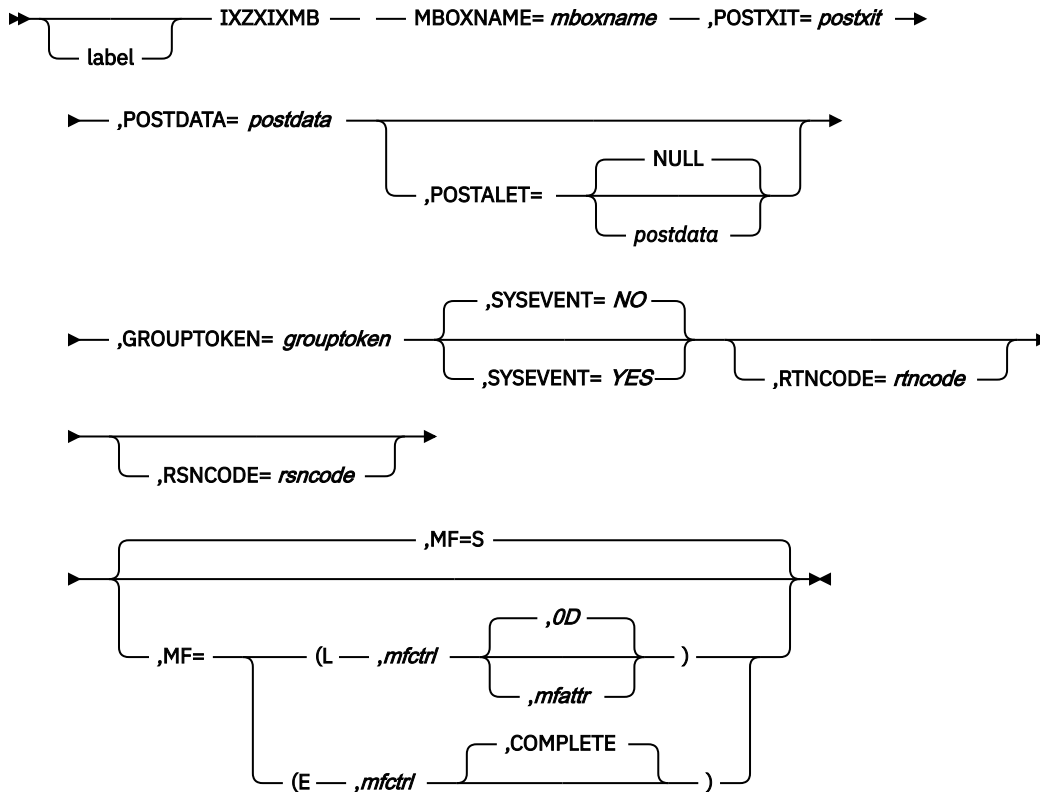 IXZXIXMB MBOXNAME= mboxname ,POSTXIT= postxit
label
,POSTDATA= postdata
NULL
,POSTALET=
postdata
,SYSEVENT= NO
,GROUPTOKEN= grouptoken
,SYSEVENT= YES
,RTNCODE= rtncode
,RSNCODE= rsncode
,MF=S
,0D
,MF= (L ,mfctrl )
,mfattr
,COMPLETE
(E ,mfctrl )